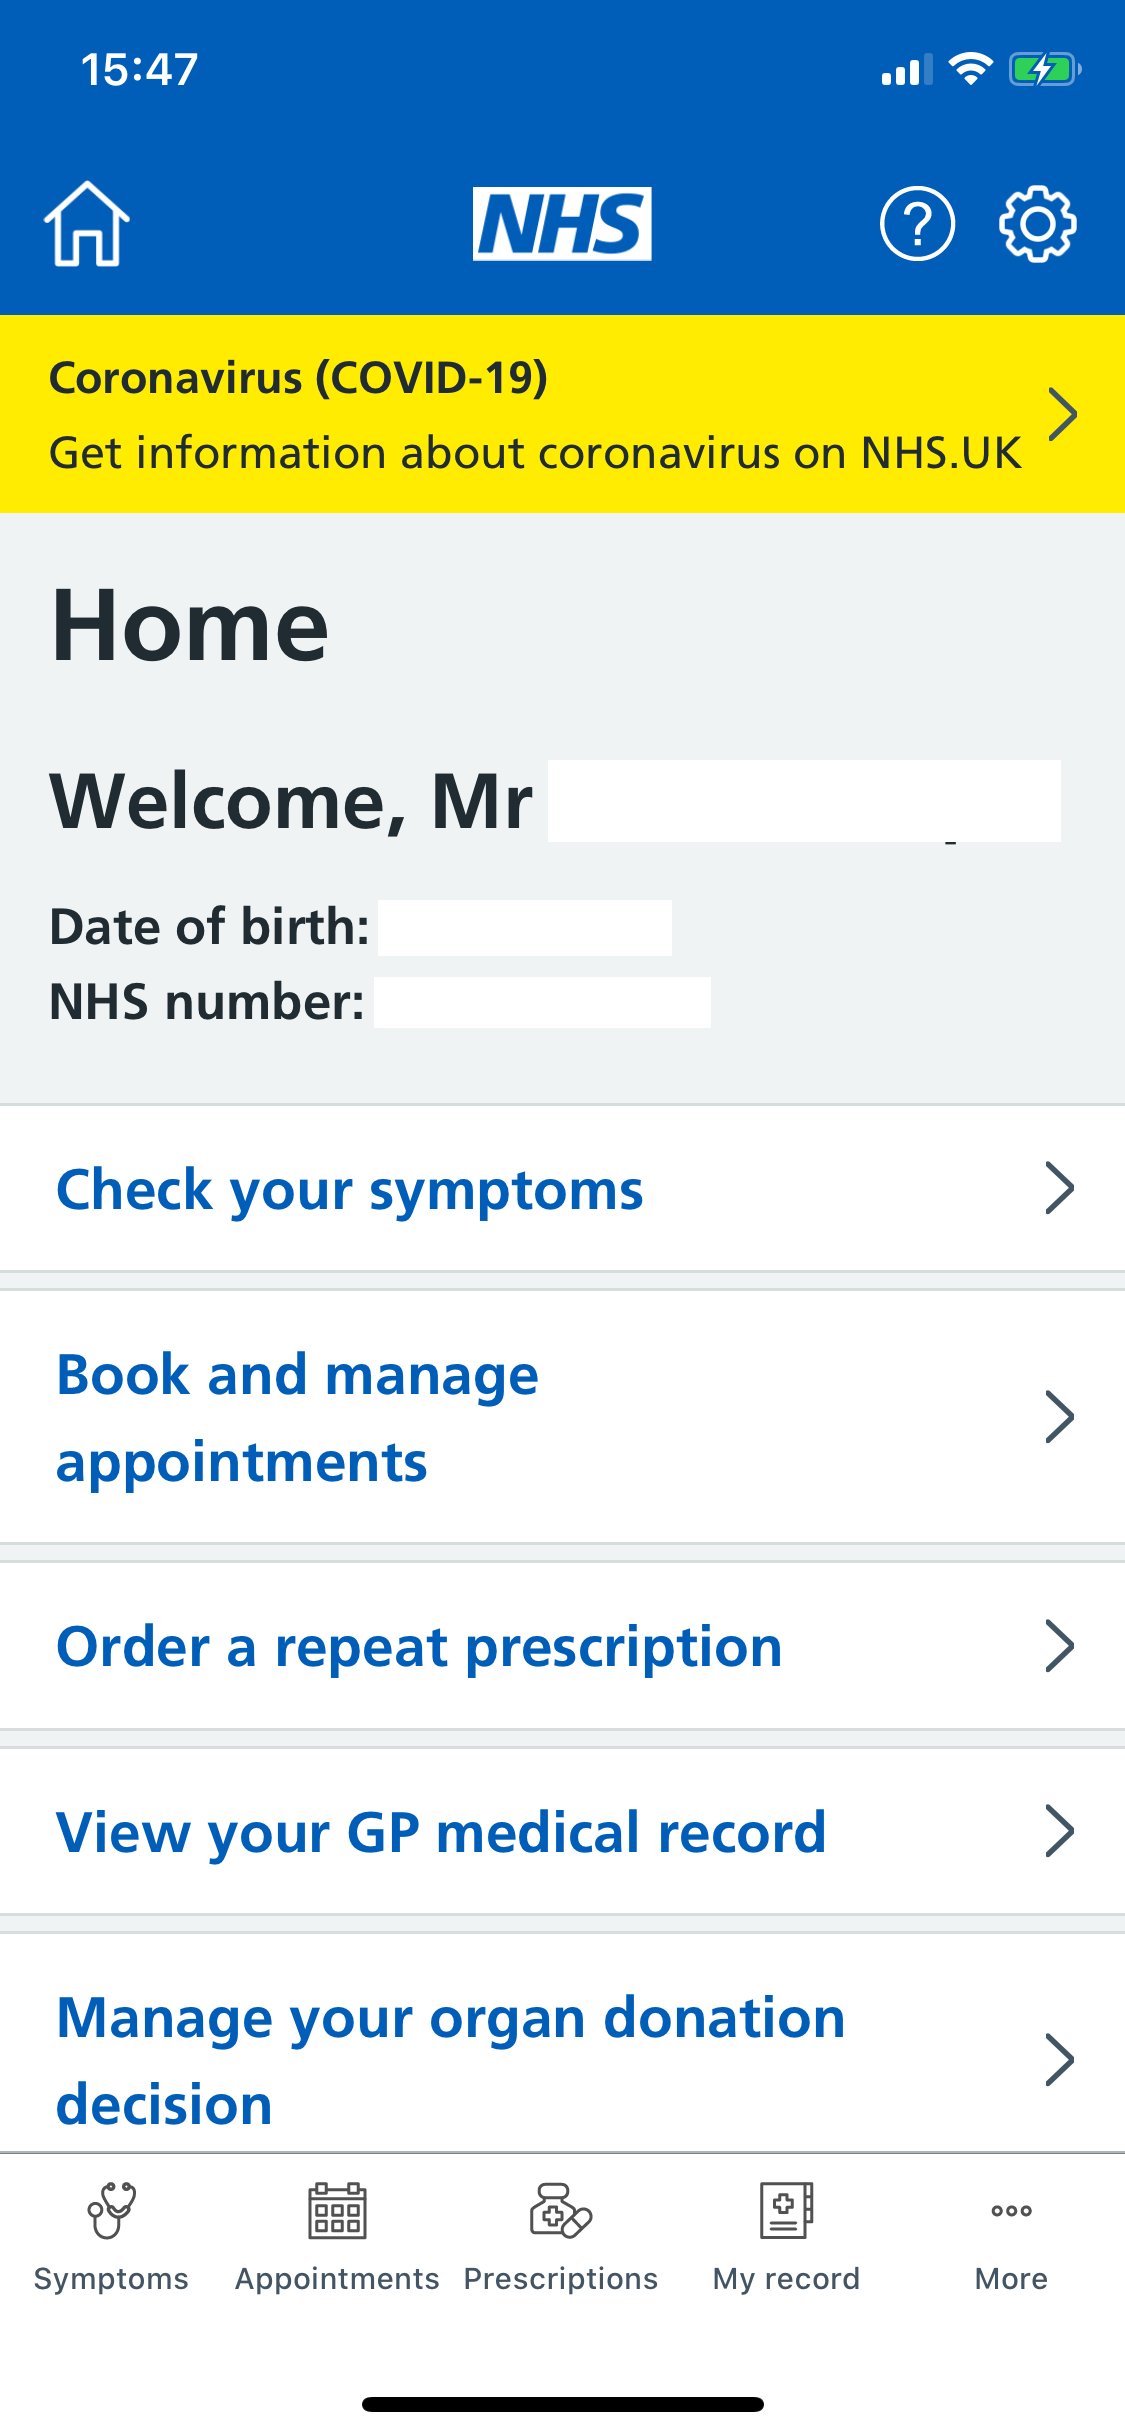 15:47
NHS
Coronavirus (COVID-19)
Get information about coronavirus on NHS.UK
Home
Welcome, Mr
Date of birth:
NHS number:
Check your symptoms
Book and manage
appointments
Order a repeat prescription
View your GP medical record
Manage your organ donation
decision
Symptoms Appointments Prescriptions My record More